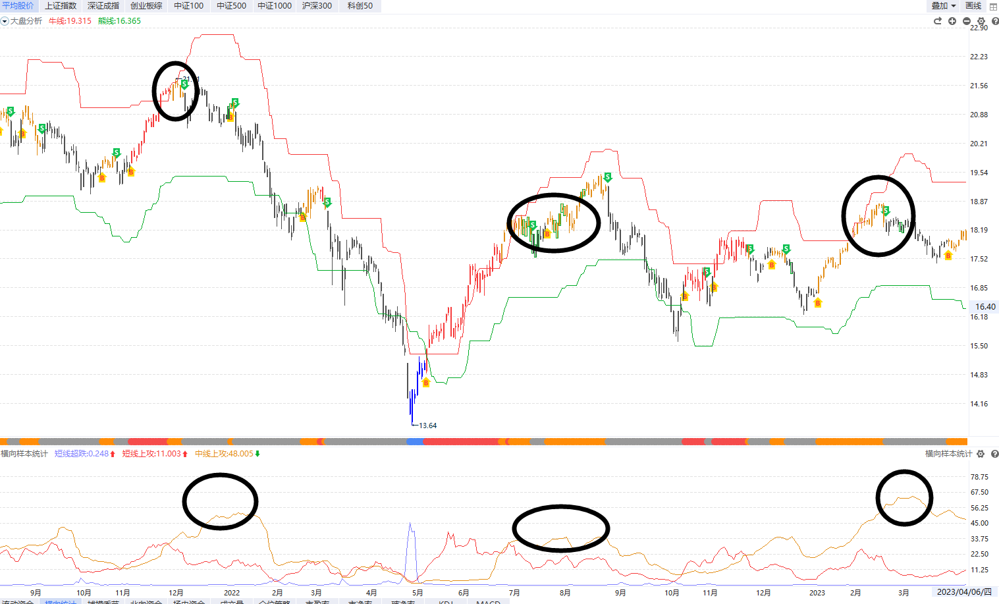 平均股价 上证指数 深证成指 创业板综 中证100 中证500 中证1000 沪深300 科创50 叠加 画线
大盘分析 牛线:19.315 熊线:16.365
22.90
22.23
21.56
20.88
20.21
19.54
18.87
18.19
17.52
16.85
16.40
16.18
15.50
14.83
14.16
S
S
S
S
S
S
S
S
S
S
S
S
B
B
B
B
B
B
B
B
B
B
B
B
B
13.64
横向样本统计 短线超跌:0.248 短线上攻:11.003 中线上攻:48.005 横向样本统计
78.75
67.50
56.25
45.00
33.75
22.50
11.25
9月 10月 11月 12月 2022 2月 3月 4月 5月 6月 7月 8月 9月 10月 11月 12月 2023 2月 3月 2023/04/06/四